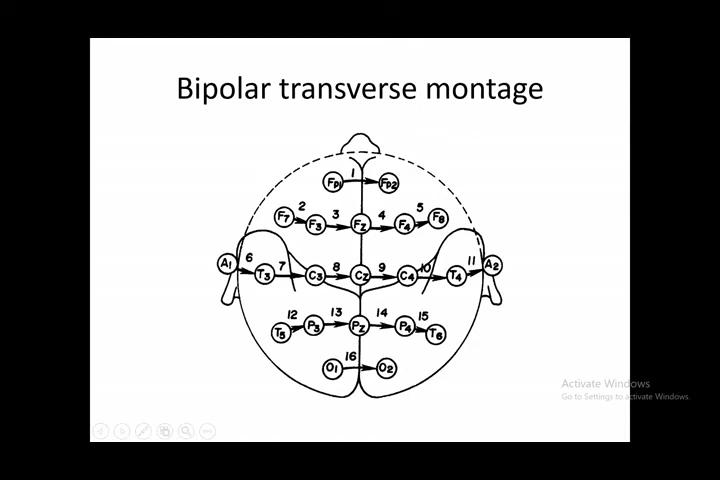 Bipolar transverse montage
1
Fp1 Fp2
2 3 4 5
F7 F3 Fz F4 F8
6 7 8 9 10 11
A1 T3 C3 Cz C4 T4 A2
12 13 14 15
T5 P3 Pz P4 T6
16
O1 O2
Activate Windows
Go to Settings to activate Windows.